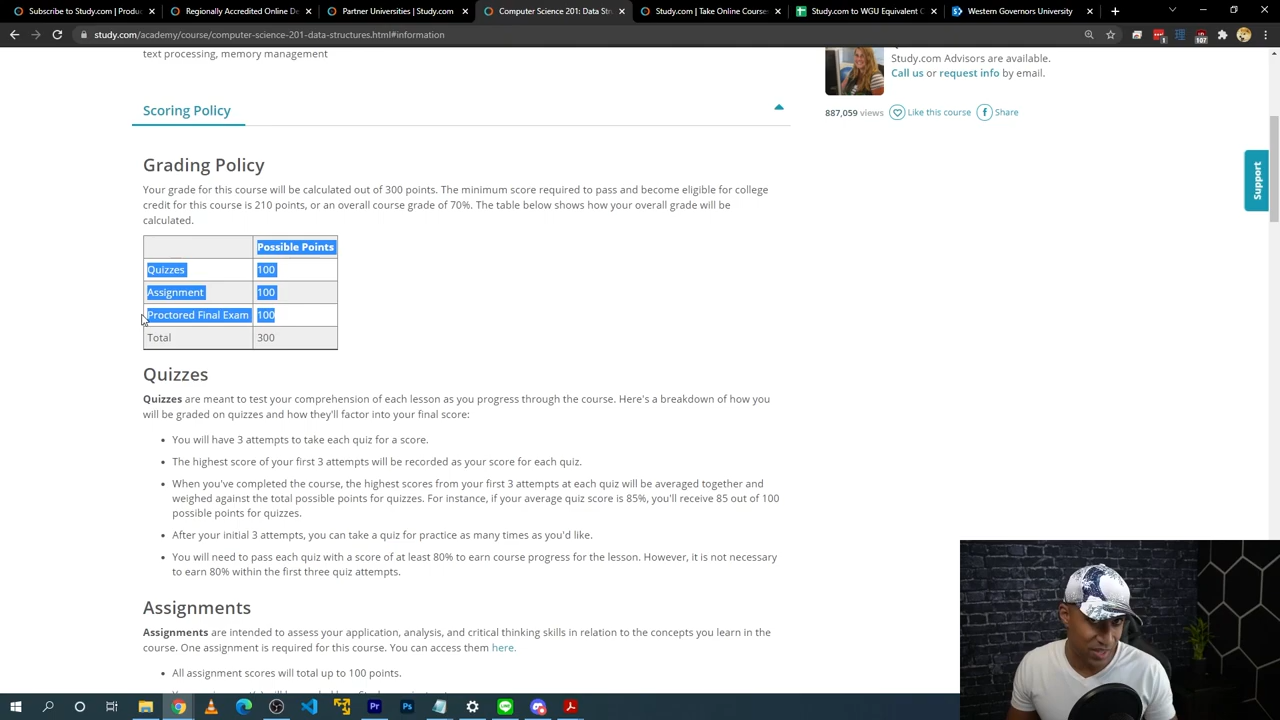 Subscribe to Study.com | Produc
Accredited Online College De
Partner Universities | Study.com
Computer Science 201: Data Str
Study.com | Take Online Course
Study.com to WGU Equivalent C
Western Governors University
study.com/academy/course/computer-science-201-data-structures.html#information
1
107
text processing, memory management
Study.com Advisors are available.
Call us or request info by email.
Scoring Policy
887,059 views
Like this course
Share
Support
Grading Policy
Your grade for this course will be calculated out of 300 points. The minimum score required to pass and become eligible for college
credit for this course is 210 points, or an overall course grade of 70%. The table below shows how your overall grade will be
calculated.
Possible Points
Quizzes 100
Assignment 100
Proctored Final Exam 100
Total 300
Quizzes
Quizzes are meant to test your comprehension of each lesson as you progress through the course. Here's a breakdown of how you
will be graded on quizzes and how they'll factor into your final score:
• You will have 3 attempts to take each quiz for a score.
• The highest score of your first 3 attempts will be recorded as your score for each quiz.
• When you've completed the course, the highest scores from your first 3 attempts at each quiz will be averaged together and
weighed against the total possible points for quizzes. For instance, if your average quiz score is 85%, you'll receive 85 out of 100
possible points for quizzes.
• After your initial 3 attempts, you can take a quiz for practice as many times as you'd like.
• You will need to pass each quiz with a score of at least 80% to earn course progress for the lesson. However, it is not necessary
to earn 80% within the first three quiz attempts.
Assignments
Assignments are intended to assess your application, analysis, and critical thinking skills in relation to the concepts you learn in the
course. One assignment is required for this course. You can access them here.
• All assignment scores will total up to 100 points.